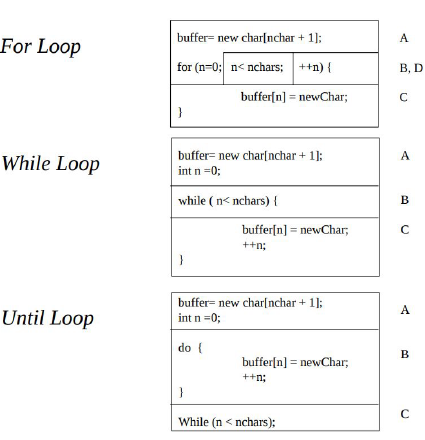 For Loop
buffer= new char[nchar + 1]; A
for (n=0; n< nchars; ++n) { B, D
buffer[n] = newChar; C
}
While Loop
buffer= new char[nchar + 1]; A
int n =0;
while ( n< nchars) { B
buffer[n] = newChar; C
++n;
}
Until Loop
buffer= new char[nchar + 1]; A
int n =0;
do {
buffer[n] = newChar; B
++n;
}
While (n < nchars); C